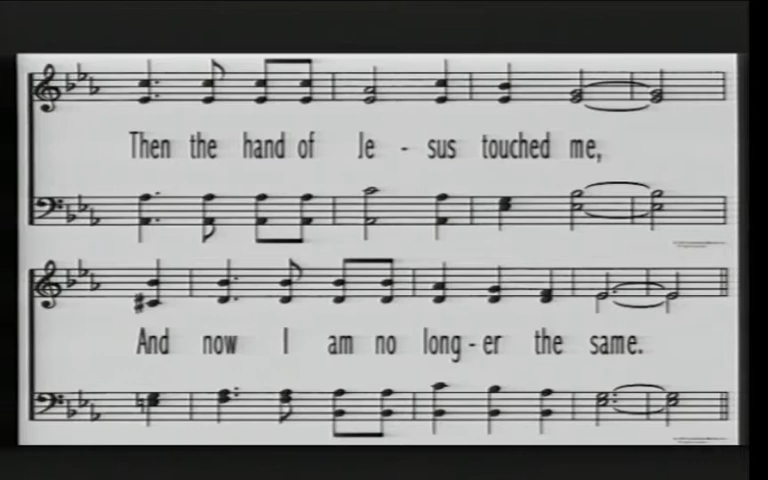 Then the hand of Je - sus touched me,
And now I am no long - er the same.